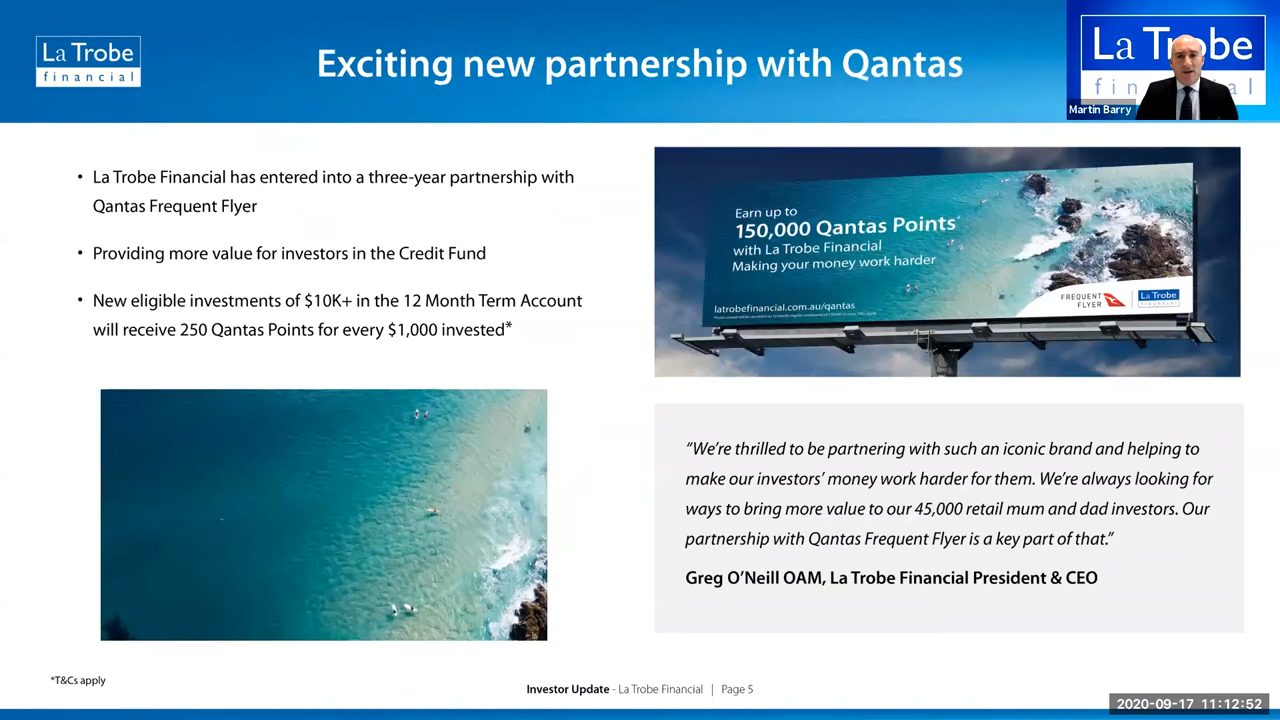 La Trobe
financial
Exciting new partnership with Qantas
La Trobe
Martin Barry
• La Trobe Financial has entered into a three-year partnership with
Qantas Frequent Flyer
• Providing more value for investors in the Credit Fund
• New eligible investments of $10K+ in the 12 Month Term Account
will receive 250 Qantas Points for every $1,000 invested*
Earn up to
150,000 Qantas Points*
with La Trobe Financial
Making your money work harder
latrobefinancial.com.au/qantas
FREQUENT
FLYER
La Trobe
“We’re thrilled to be partnering with such an iconic brand and helping to
make our investors’ money work harder for them. We’re always looking for
ways to bring more value to our 45,000 retail mum and dad investors. Our
partnership with Qantas Frequent Flyer is a key part of that.”
Greg O’Neill OAM, La Trobe Financial President & CEO
*T&Cs apply
Investor Update - La Trobe Financial | Page 5
2020-09-17 11:12:52